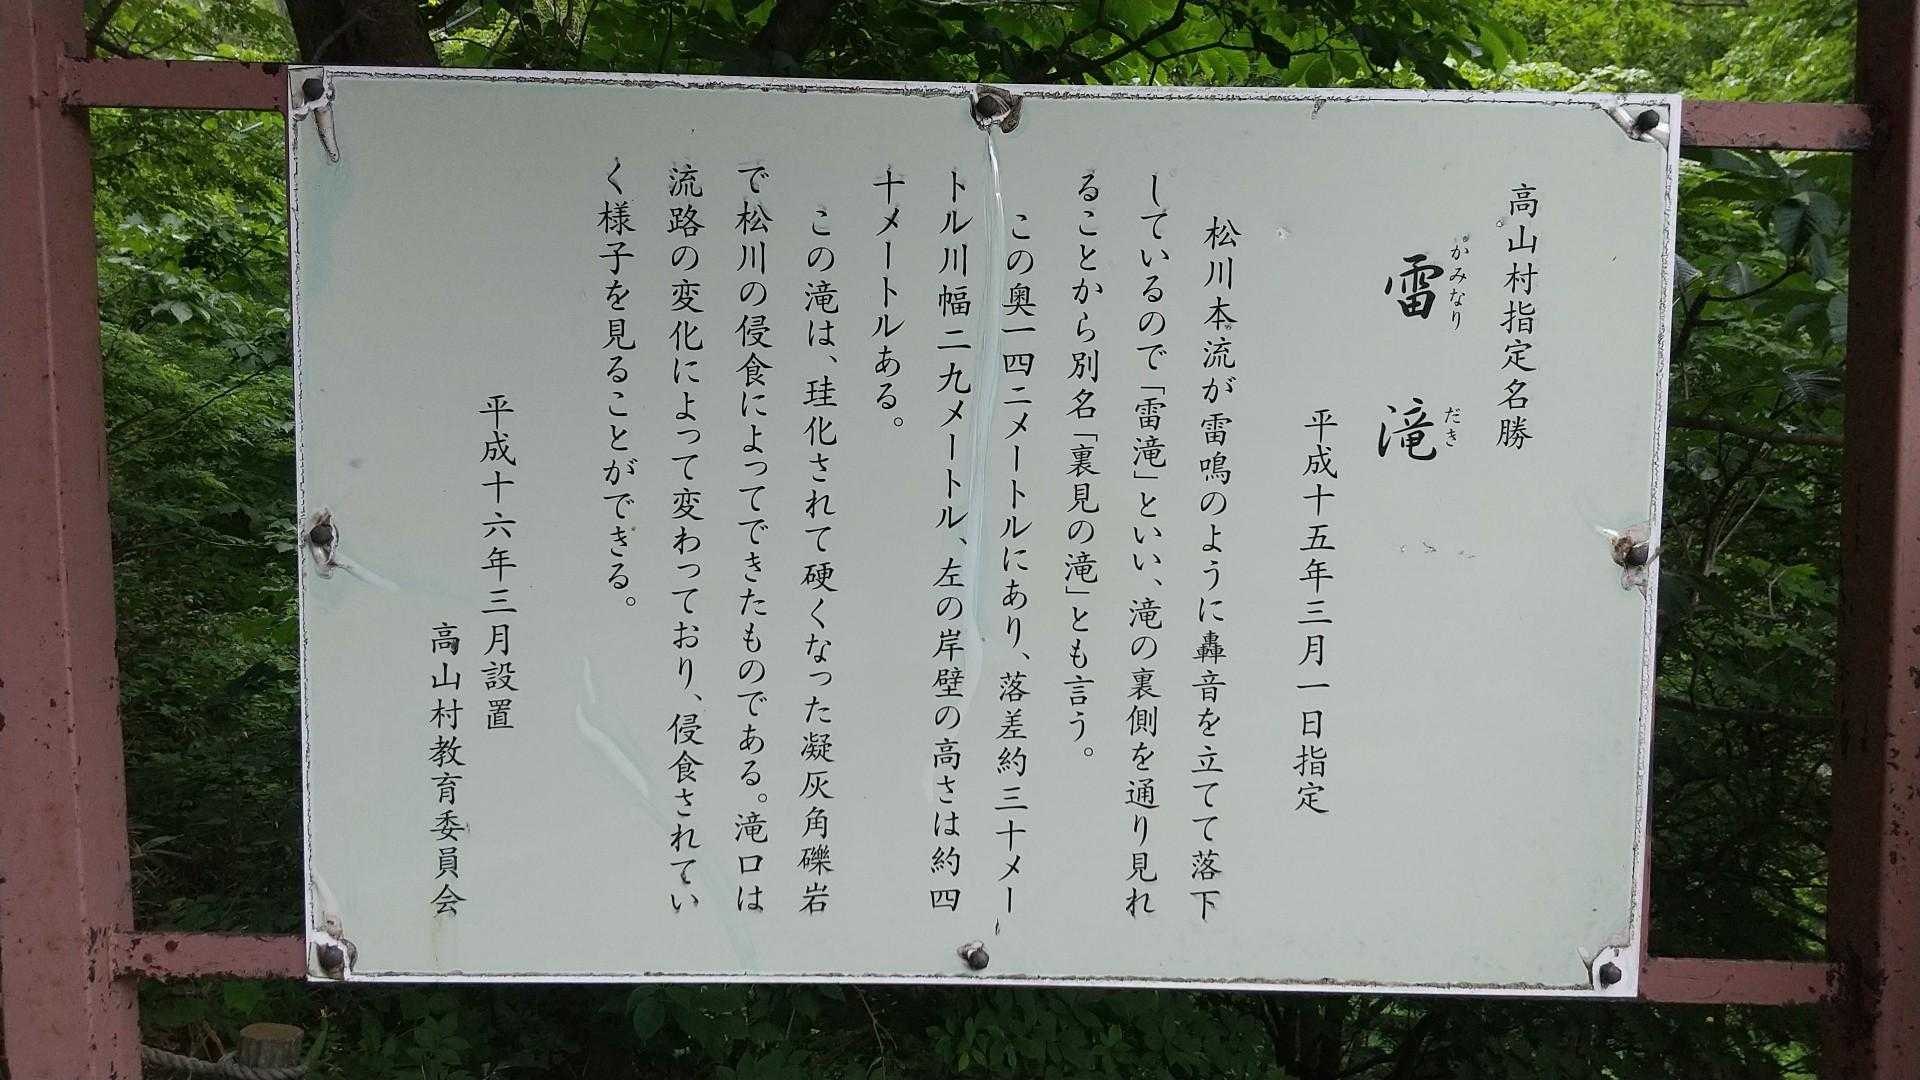 高山村指定名勝
雷滝
かみなりだき
平成十五年三月一日指定
松川本流が雷鳴のように轟音を立てて落下
しているので「雷滝」といい、滝の裏側を通り見れ
ることから別名「裏見の滝」とも言う。
この奥一四二メートルにあり、落差約三十メー
トル川幅二九メートル、左の岸壁の高さは約四
十メートルある。
この滝は、珪化されて硬くなった凝灰角礫岩
で松川の侵食によってできたものである。滝口は
流路の変化によって変わっており、侵食されてい
く様子を見ることができる。
平成十六年三月設置
高山村教育委員会